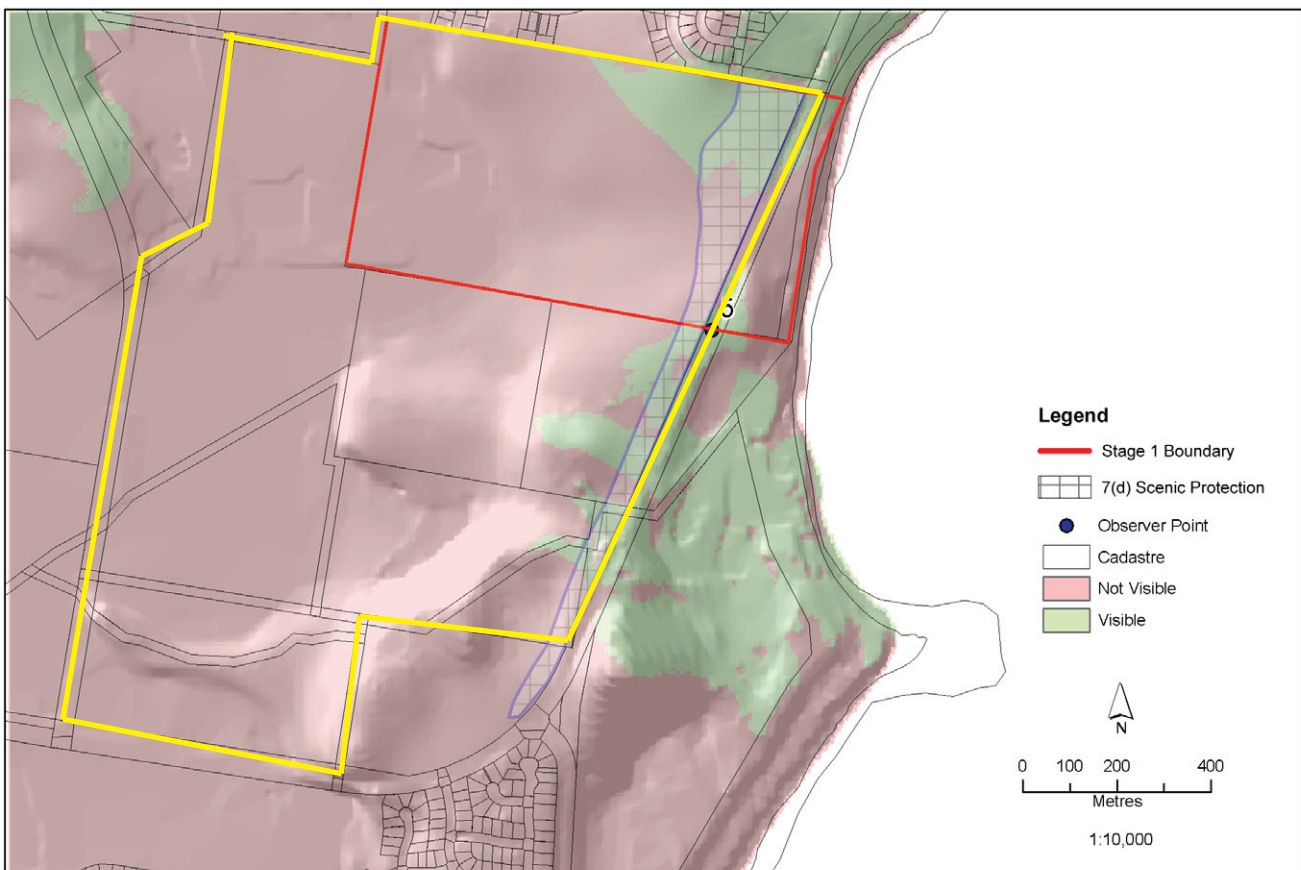 5
Legend
Stage 1 Boundary
7(d) Scenic Protection
Observer Point
Cadastre
Not Visible
Visible
N
0 100 200 400
Metres
1:10,000